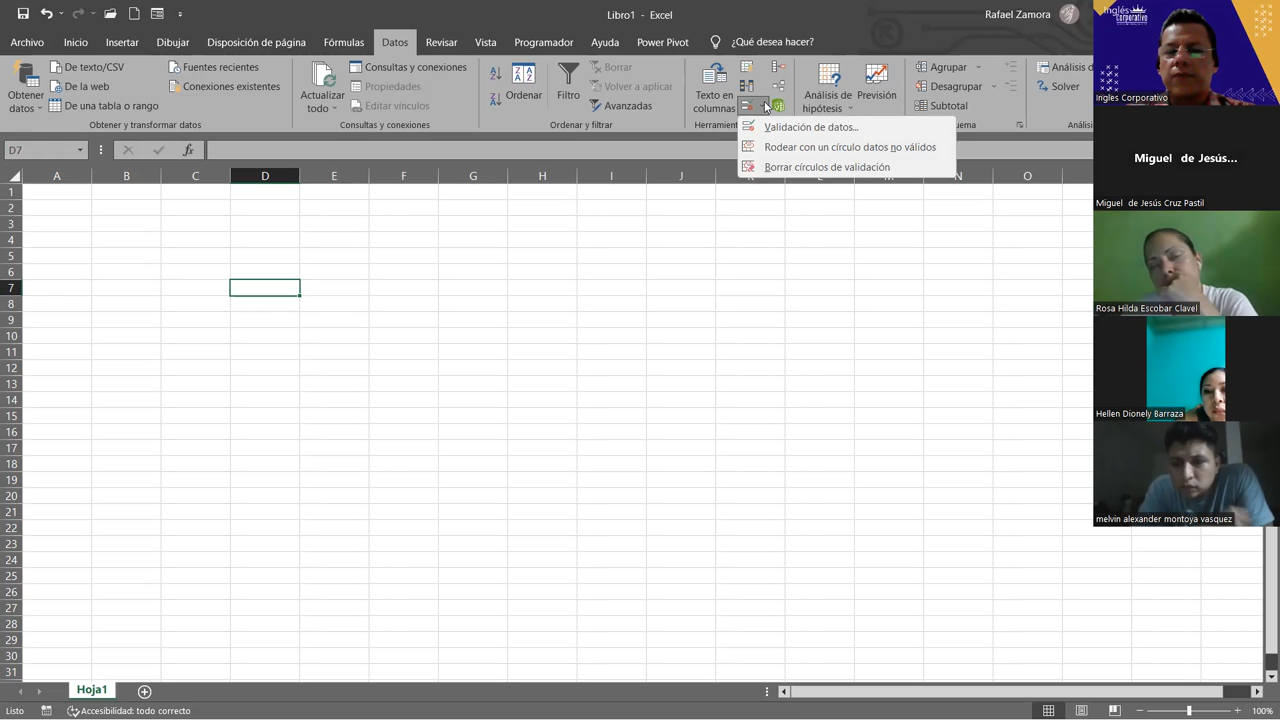 Libro1 - Excel
Rafael Zamora
Archivo Inicio Insertar Dibujar Disposición de página Fórmulas Datos Revisar Vista Programador Ayuda Power Pivot ¿Qué desea hacer?
Obtener datos
De texto/CSV
De la web
De una tabla o rango
Fuentes recientes
Conexiones existentes
Obtener y transformar datos
Actualizar todo
Consultas y conexiones
Propiedades
Editar vínculos
Consultas y conexiones
Ordenar
Filtro
Borrar
Volver a aplicar
Avanzadas
Ordenar y filtrar
Texto en columnas
Herramient
Análisis de hipótesis
Previsión
Agrupar
Desagrupar
Subtotal
squema
Análisis d
Solver
Anális
Validación de datos...
Rodear con un círculo datos no válidos
Borrar círculos de validación
D7
fx
A B C D E F G H I J K L M N O
1
2
3
4
5
6
7
8
9
10
11
12
13
14
15
16
17
18
19
20
21
22
23
24
25
26
27
28
29
30
31
Hoja1
Listo
Accesibilidad: todo correcto
100%
Inglés
Corporativo
Ingles Corporativo
Miguel de Jesús...
Miguel de Jesús Cruz Pastil
Rosa Hilda Escobar Clavel
Hellen Dionely Barraza
melvin alexander montoya vasquez